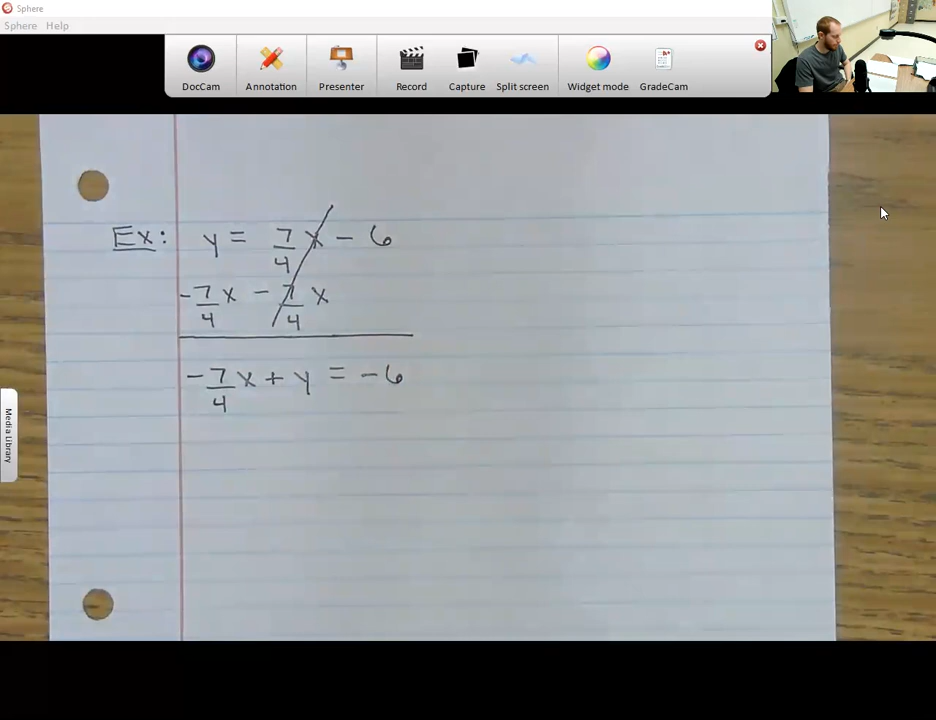 Sphere
Sphere Help
DocCam Annotation Presenter Record Capture Split screen Widget mode GradeCam
Media Library
Ex: y = 7/4 x - 6
-7/4 x - 7/4 x
-7/4 x + y = -6